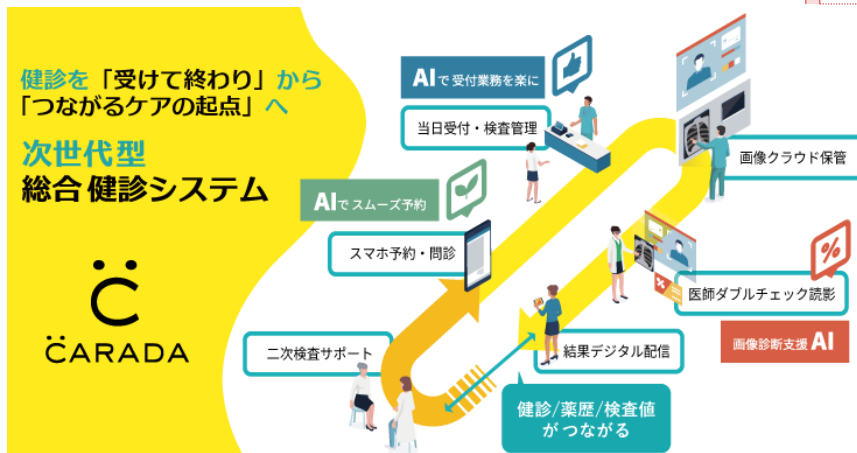 健診を「受けて終わり」から
「つながるケアの起点」へ
次世代型
総合健診システム
C̈
C̈ARADA
AIで受付業務を楽に
当日受付・検査管理
画像クラウド保管
AIでスムーズ予約
スマホ予約・問診
%
医師ダブルチェック読影
画像診断支援AI
二次検査サポート
結果デジタル配信
健診/薬歴/検査値
がつながる